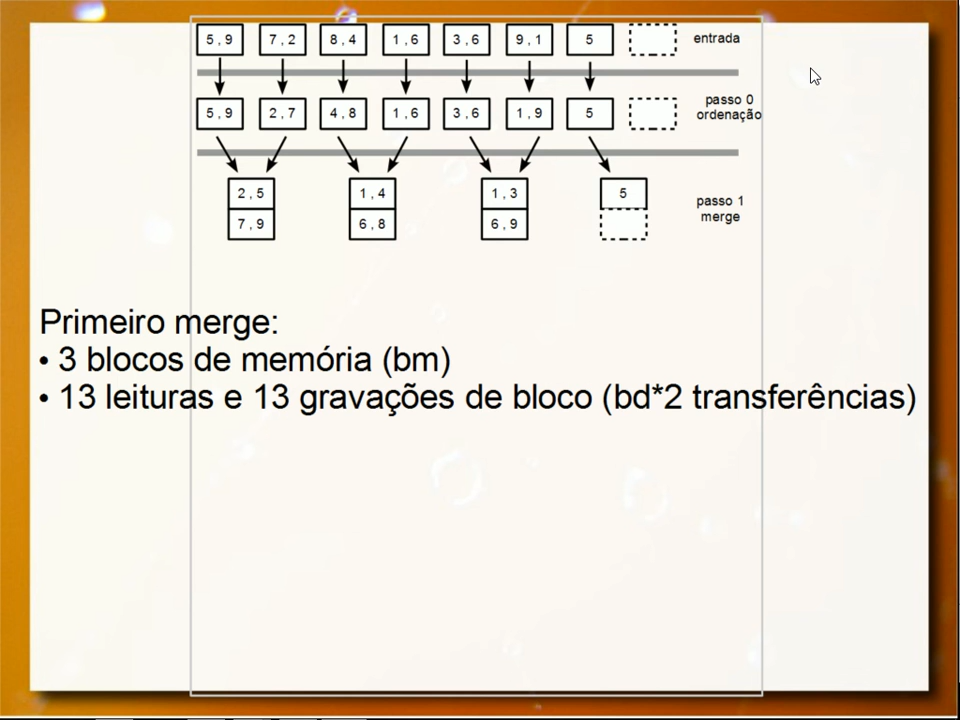 5 , 9 7 , 2 8 , 4 1 , 6 3 , 6 9 , 1 5 entrada
passo 0
5 , 9 2 , 7 4 , 8 1 , 6 3 , 6 1 , 9 5 ordenação
2 , 5 1 , 4 1 , 3 5 passo 1
7 , 9 6 , 8 6 , 9 merge
Primeiro merge:
• 3 blocos de memória (bm)
• 13 leituras e 13 gravações de bloco (bd*2 transferências)